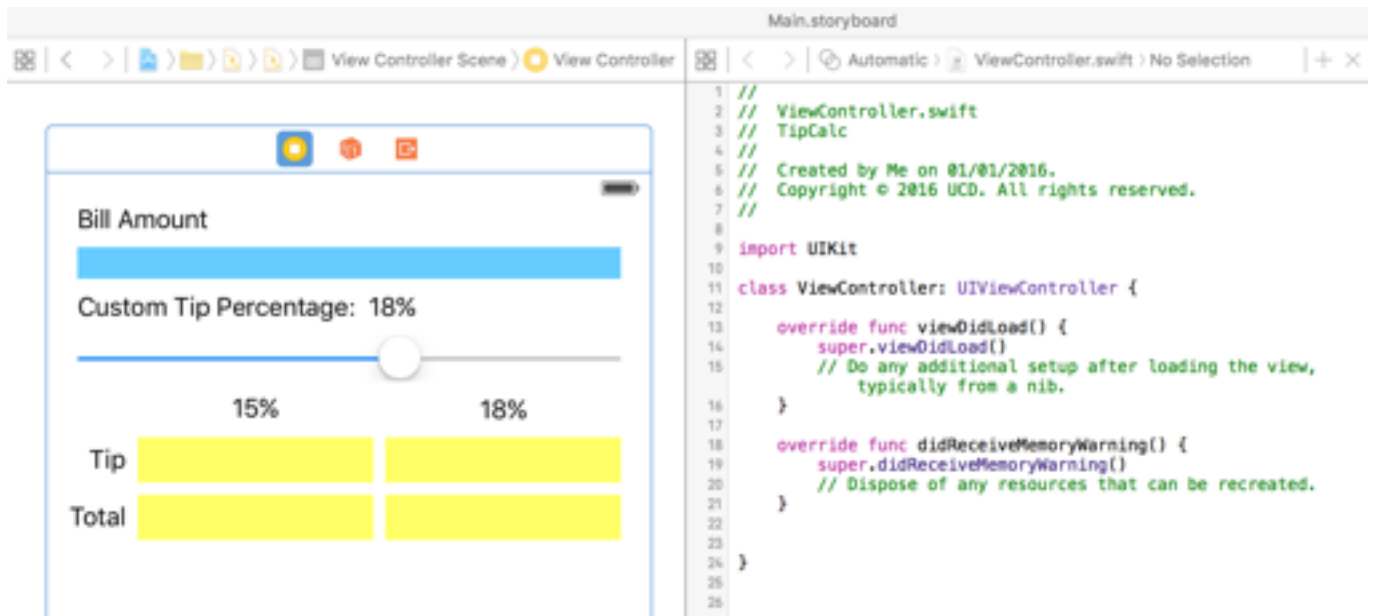 Main.storyboard
View Controller Scene View Controller
Automatic ViewController.swift No Selection
Bill Amount
Custom Tip Percentage: 18%
15% 18%
Tip
Total
1 //
2 // ViewController.swift
3 // TipCalc
4 //
5 // Created by Me on 01/01/2016.
6 // Copyright © 2016 UCD. All rights reserved.
7 //
8
9 import UIKit
10
11 class ViewController: UIViewController {
12
13 override func viewDidLoad() {
14 super.viewDidLoad()
15 // Do any additional setup after loading the view,
typically from a nib.
16 }
17
18 override func didReceiveMemoryWarning() {
19 super.didReceiveMemoryWarning()
20 // Dispose of any resources that can be recreated.
21 }
22
23
24 }
25
26